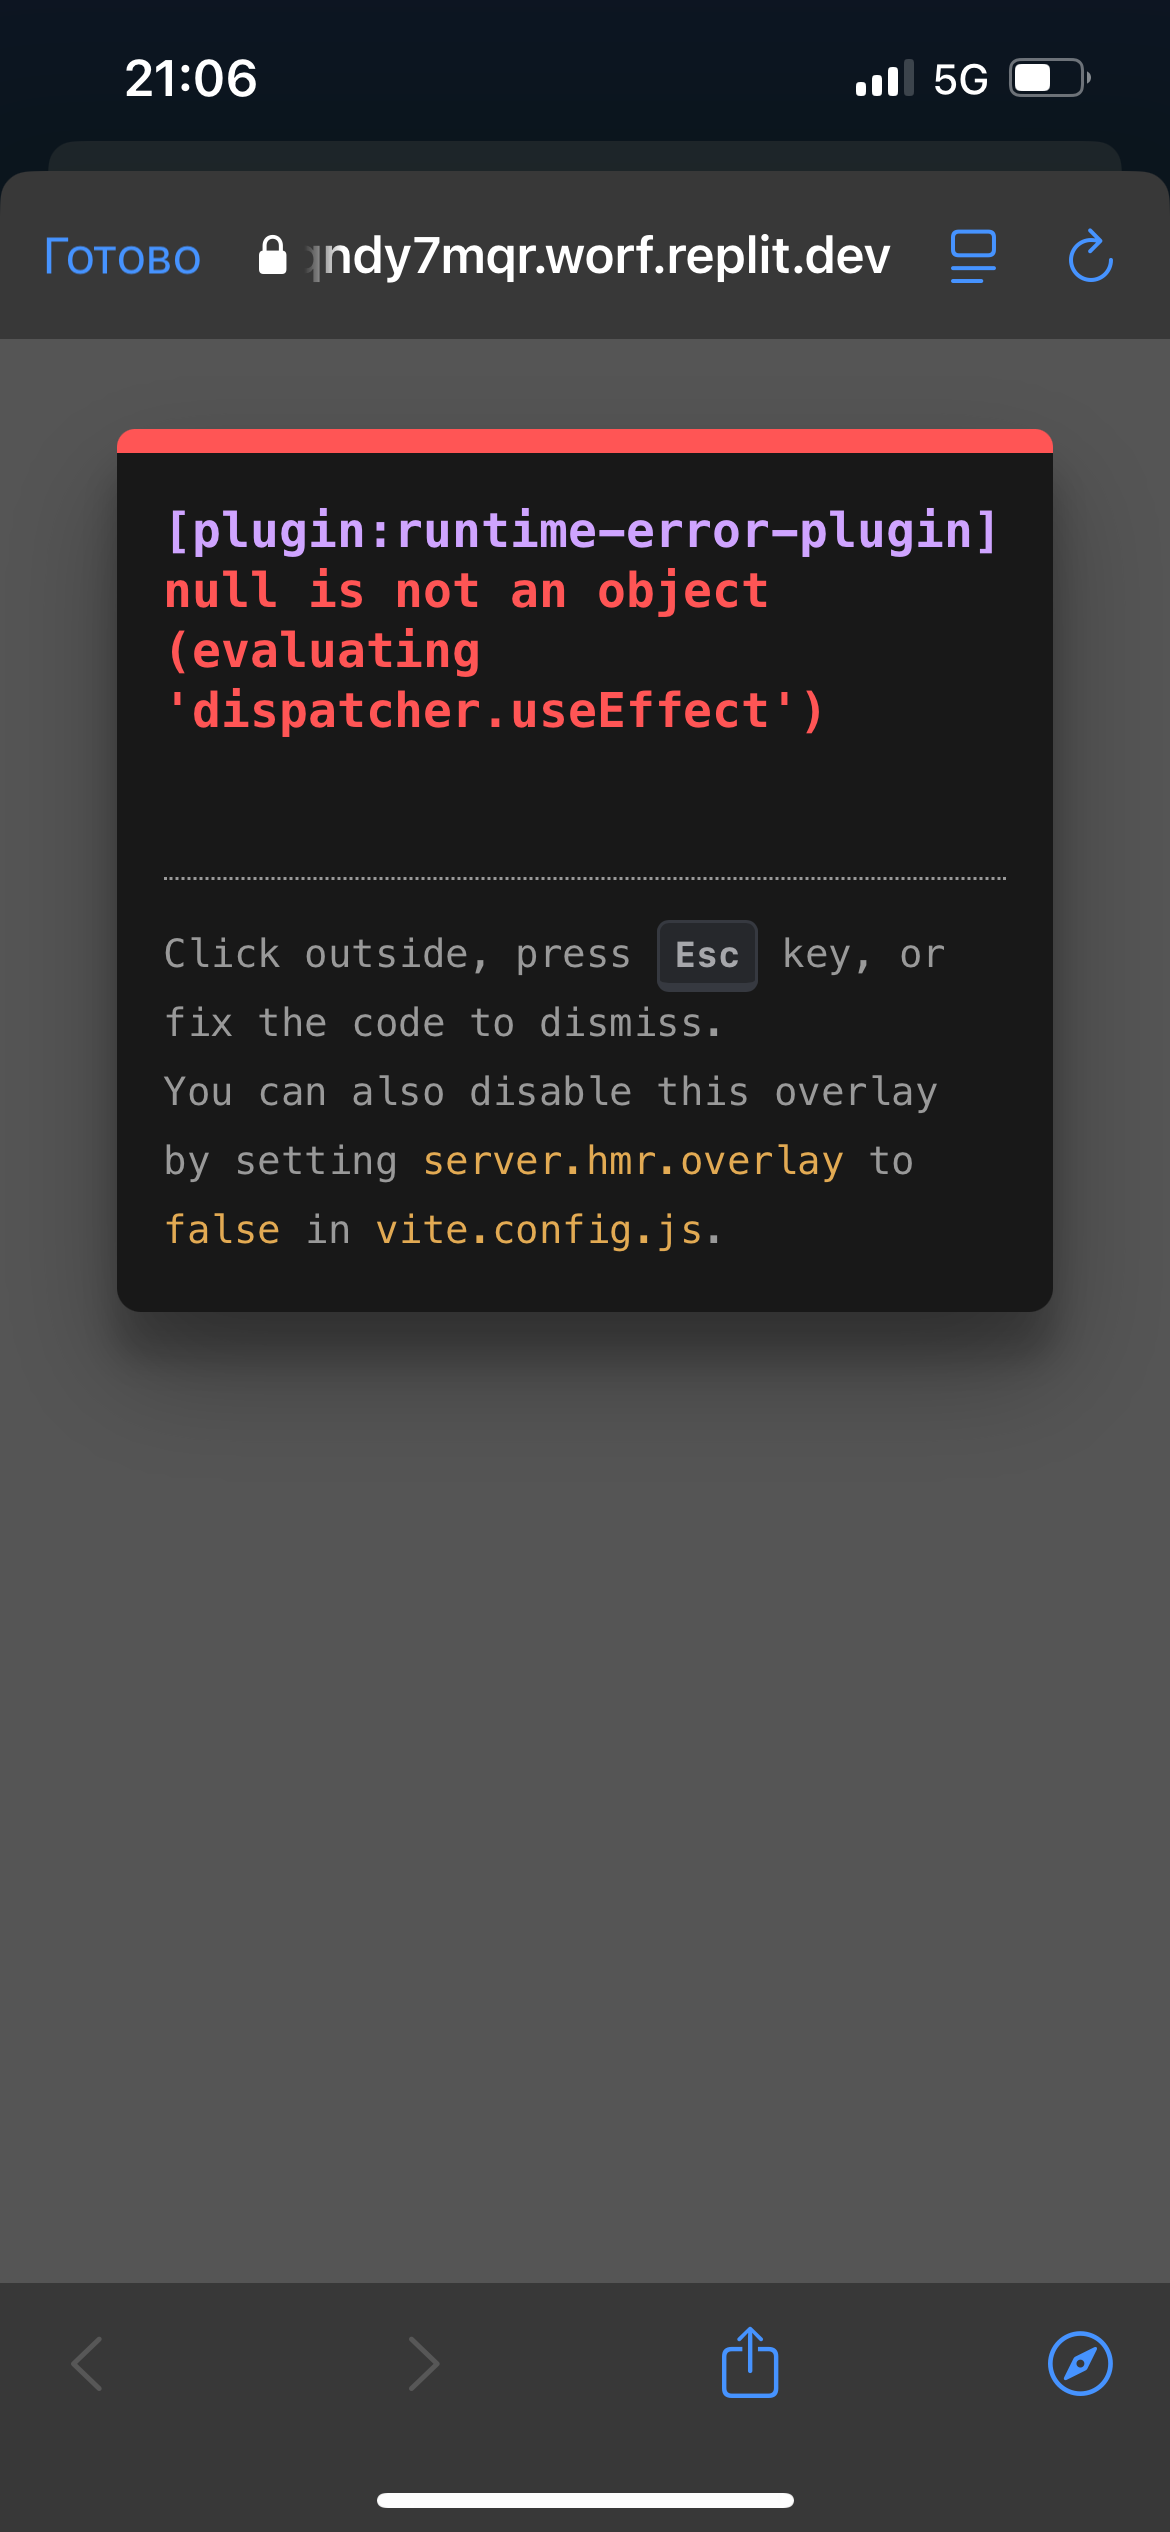 21:06
5G
Готово
qndy7mqr.worf.replit.dev
[plugin:runtime-error-plugin]
null is not an object
(evaluating
'dispatcher.useEffect')
Click outside, press Esc key, or
fix the code to dismiss.
You can also disable this overlay
by setting server.hmr.overlay to
false in vite.config.js.